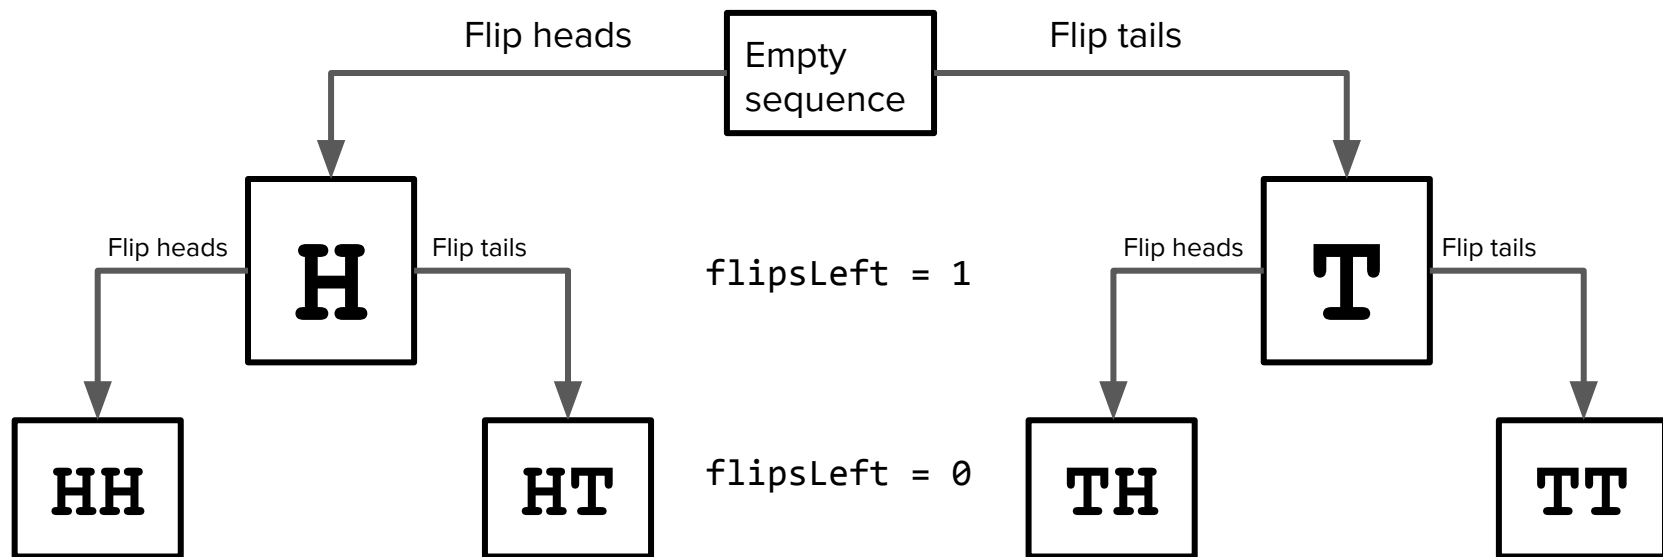 Flip heads
Empty
sequence
Flip tails
Flip heads
H
Flip tails
flipsLeft = 1
Flip heads
T
Flip tails
HH
HT
flipsLeft = 0
TH
TT